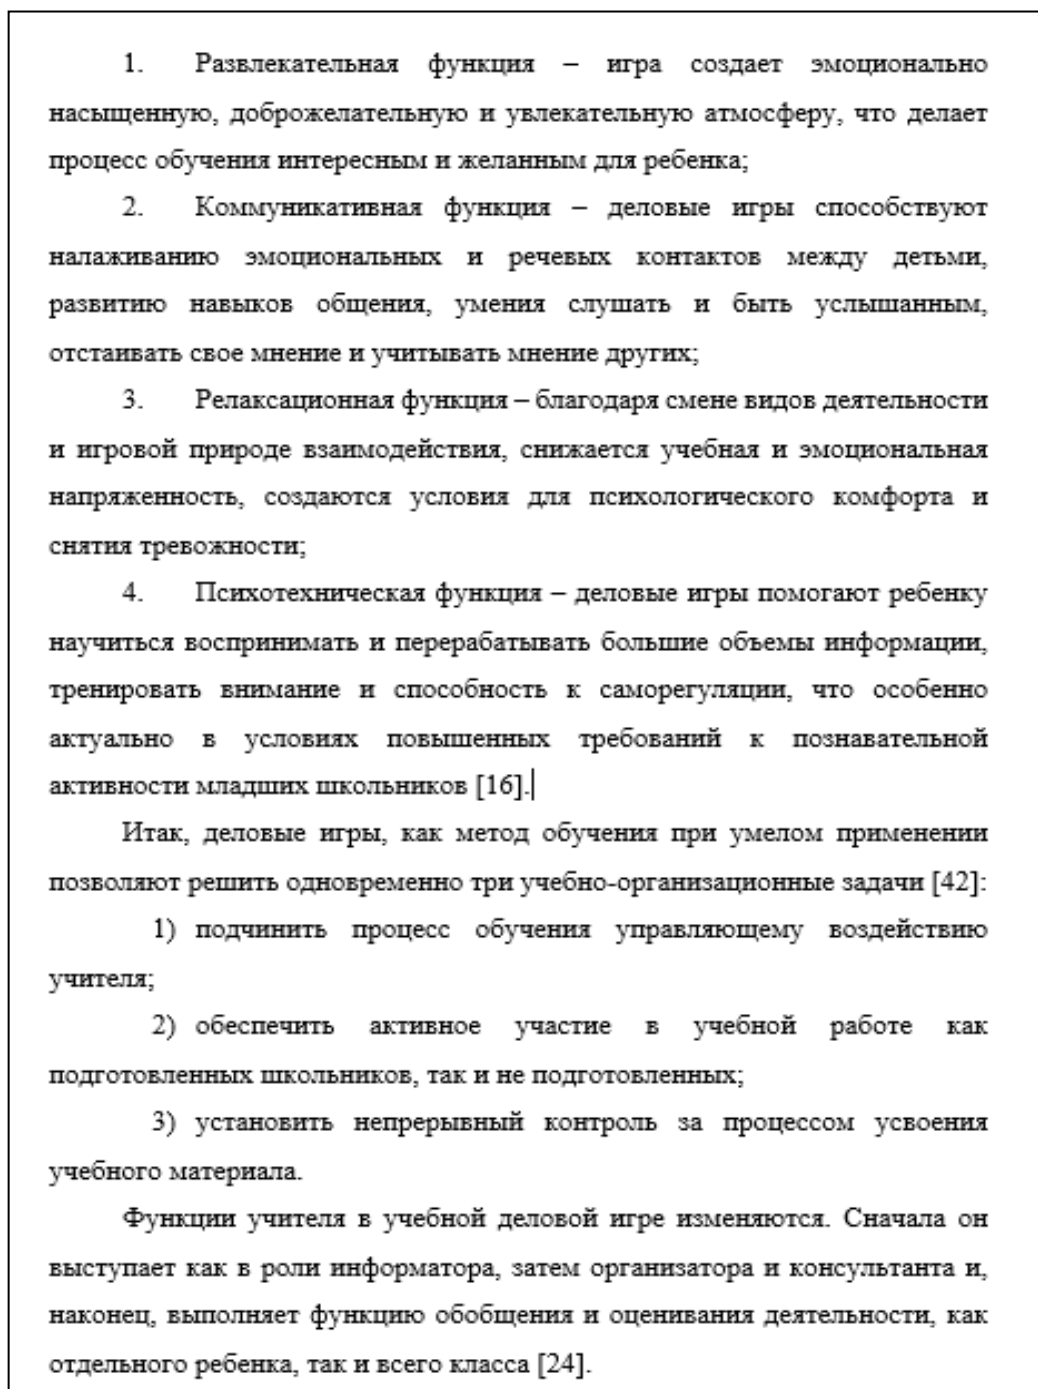 1. Развлекательная функция – игра создает эмоционально
насыщенную, доброжелательную и увлекательную атмосферу, что делает
процесс обучения интересным и желанным для ребенка;
2. Коммуникативная функция – деловые игры способствуют
налаживанию эмоциональных и речевых контактов между детьми,
развитию навыков общения, умения слушать и быть услышанным,
отстаивать свое мнение и учитывать мнение других;
3. Релаксационная функция – благодаря смене видов деятельности
и игровой природе взаимодействия, снижается учебная и эмоциональная
напряженность, создаются условия для психологического комфорта и
снятия тревожности;
4. Психотехническая функция – деловые игры помогают ребенку
научиться воспринимать и перерабатывать большие объемы информации,
тренировать внимание и способность к саморегуляции, что особенно
актуально в условиях повышенных требований к познавательной
активности младших школьников [16].
Итак, деловые игры, как метод обучения при умелом применении
позволяют решить одновременно три учебно-организационные задачи [42]:
1) подчинить процесс обучения управляющему воздействию
учителя;
2) обеспечить активное участие в учебной работе как
подготовленных школьников, так и не подготовленных;
3) установить непрерывный контроль за процессом усвоения
учебного материала.
Функции учителя в учебной деловой игре изменяются. Сначала он
выступает как в роли информатора, затем организатора и консультанта и,
наконец, выполняет функцию обобщения и оценивания деятельности, как
отдельного ребенка, так и всего класса [24].